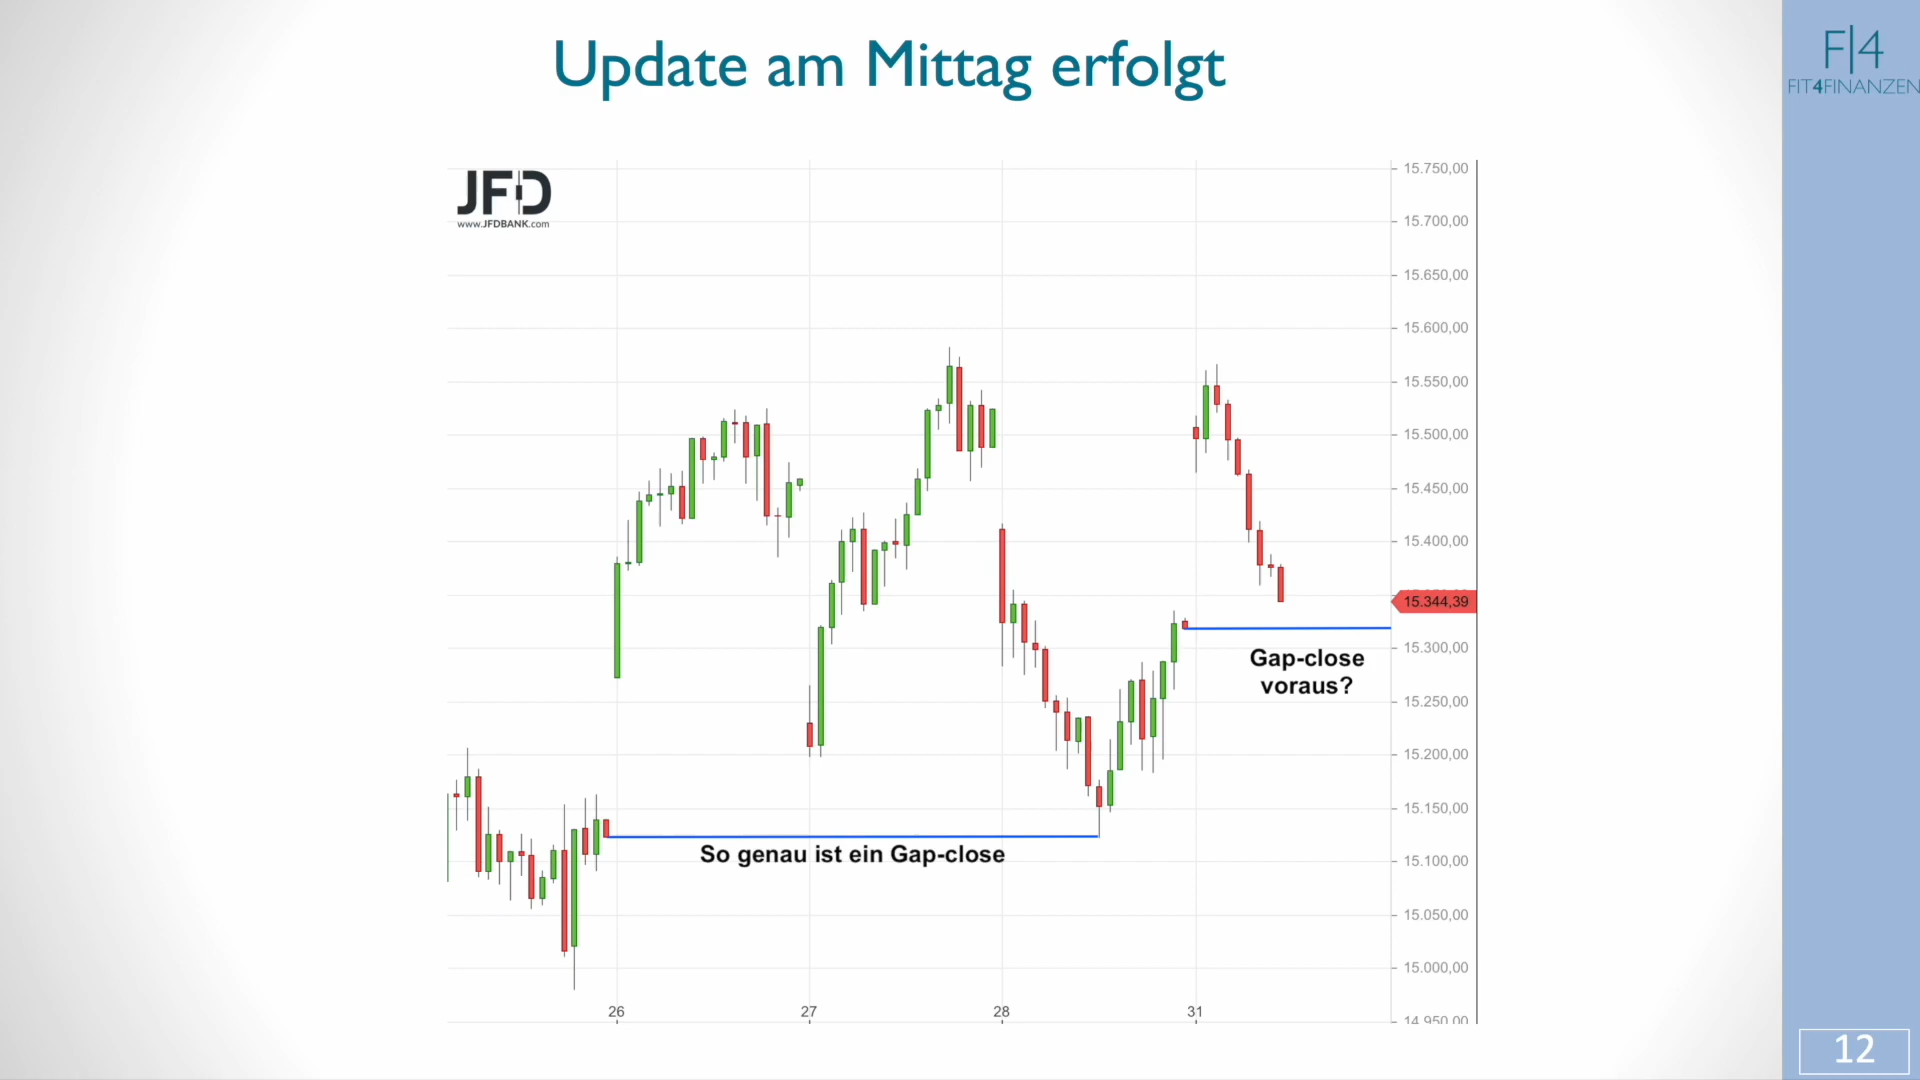 Update am Mittag erfolgt
F|4
FIT4FINANZEN
JFD
www.JFDBANK.com
15.750,00
15.700,00
15.650,00
15.600,00
15.550,00
15.500,00
15.450,00
15.400,00
15.344,39
15.300,00
15.250,00
15.200,00
15.150,00
15.100,00
15.050,00
15.000,00
14.950,00
Gap-close
voraus?
So genau ist ein Gap-close
26
27
28
31
12